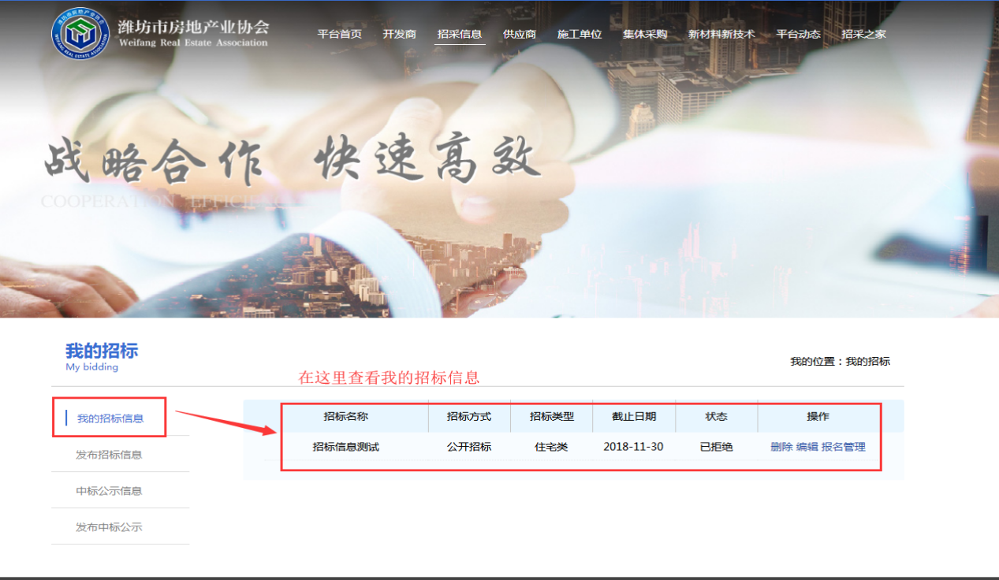 潍坊市房地产业协会
Weifang Real Estate Association
平台首页 开发商 招采信息 供应商 施工单位 集体采购 新材料新技术 平台动态 招采之家
战略合作 快速高效
COOPERATION EFFICIENCY
我的招标
My bidding
我的位置：我的招标
在这里查看我的招标信息
我的招标信息
发布招标信息
中标公示信息
发布中标公示
招标名称 招标方式 招标类型 截止日期 状态 操作
招标信息测试 公开招标 住宅类 2018-11-30 已拒绝 删除 编辑 报名管理